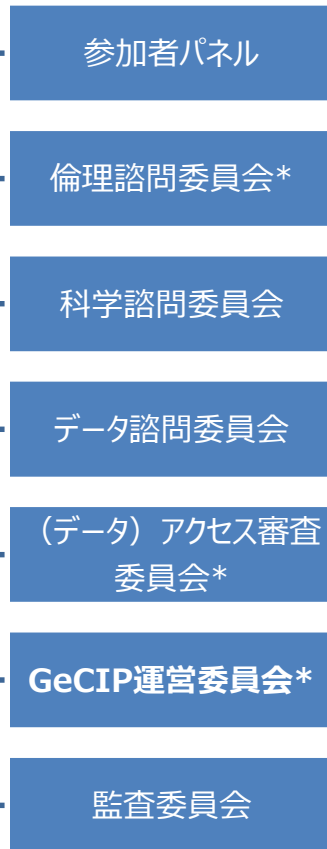 参加者パネル
倫理諮問委員会*
科学諮問委員会
データ諮問委員会
（データ）アクセス審査
委員会*
GeCIP運営委員会*
監査委員会